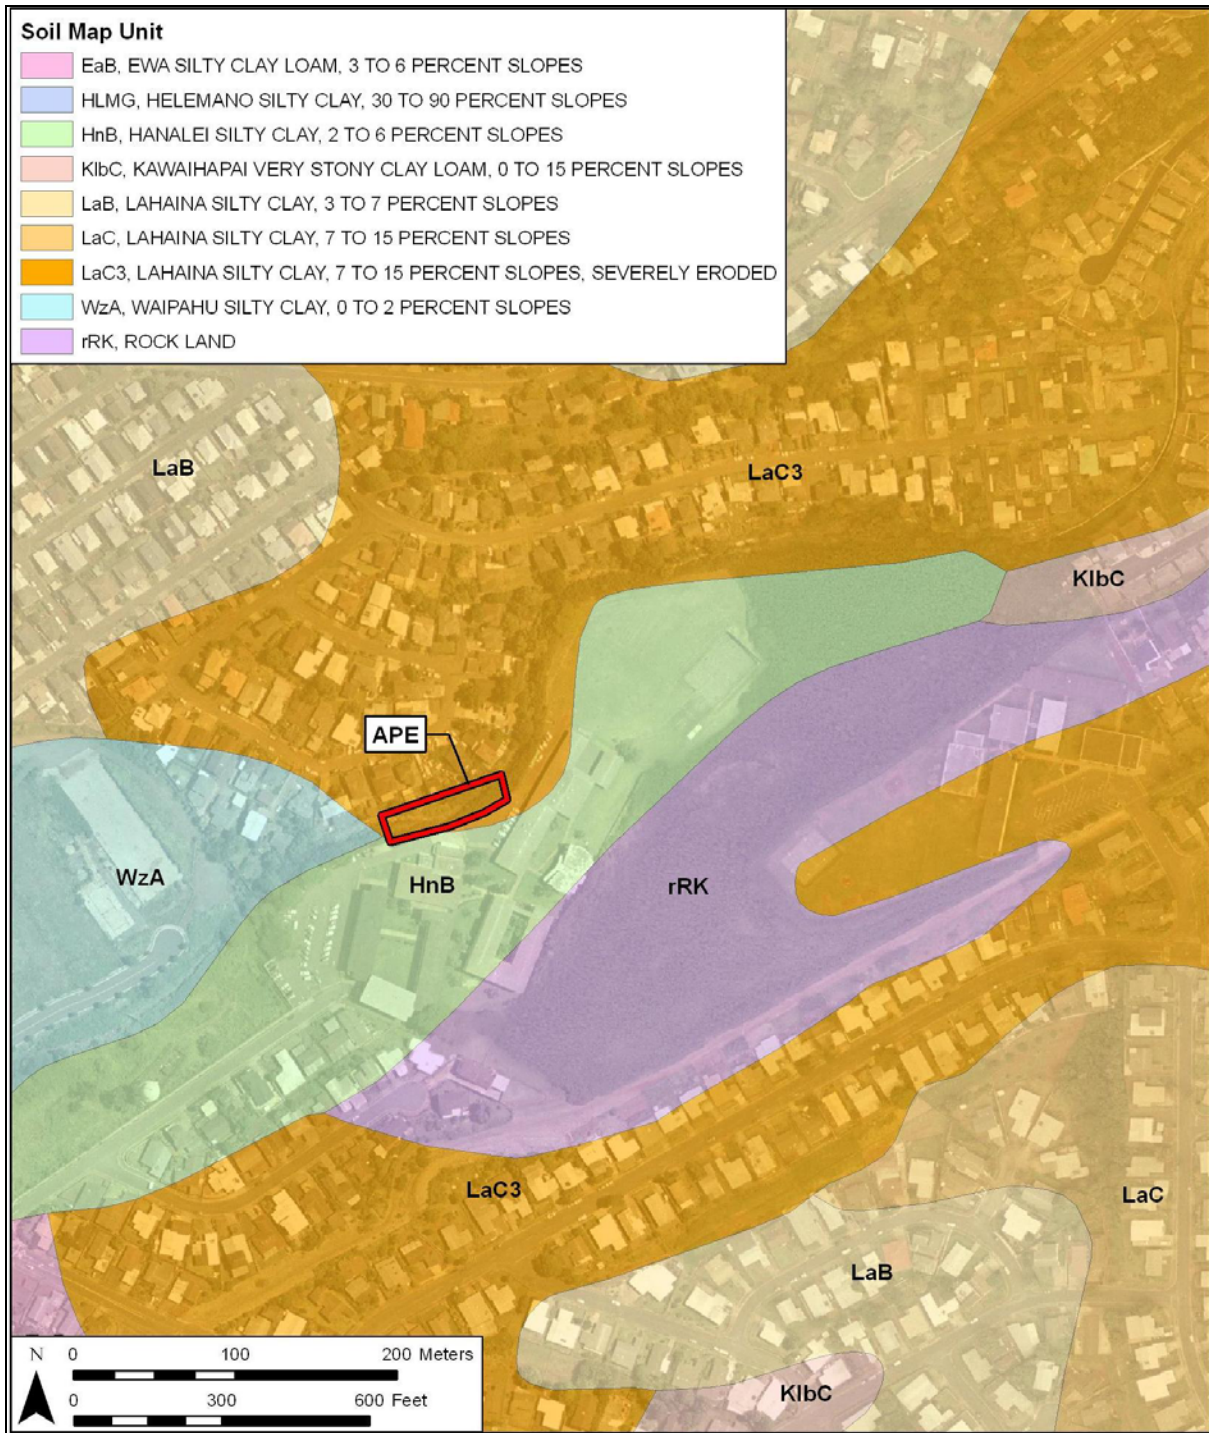 Soil Map Unit
EaB, EWA SILTY CLAY LOAM, 3 TO 6 PERCENT SLOPES
HLMG, HELEMANO SILTY CLAY, 30 TO 90 PERCENT SLOPES
HnB, HANALEI SILTY CLAY, 2 TO 6 PERCENT SLOPES
KlbC, KAWAIHAPAI VERY STONY CLAY LOAM, 0 TO 15 PERCENT SLOPES
LaB, LAHAINA SILTY CLAY, 3 TO 7 PERCENT SLOPES
LaC, LAHAINA SILTY CLAY, 7 TO 15 PERCENT SLOPES
LaC3, LAHAINA SILTY CLAY, 7 TO 15 PERCENT SLOPES, SEVERELY ERODED
WzA, WAIPAHU SILTY CLAY, 0 TO 2 PERCENT SLOPES
rRK, ROCK LAND
LaB
LaC3
KlbC
APE
WzA
HnB
rRK
LaC3
LaC
LaB
KlbC
N 0 100 200 Meters
0 300 600 Feet